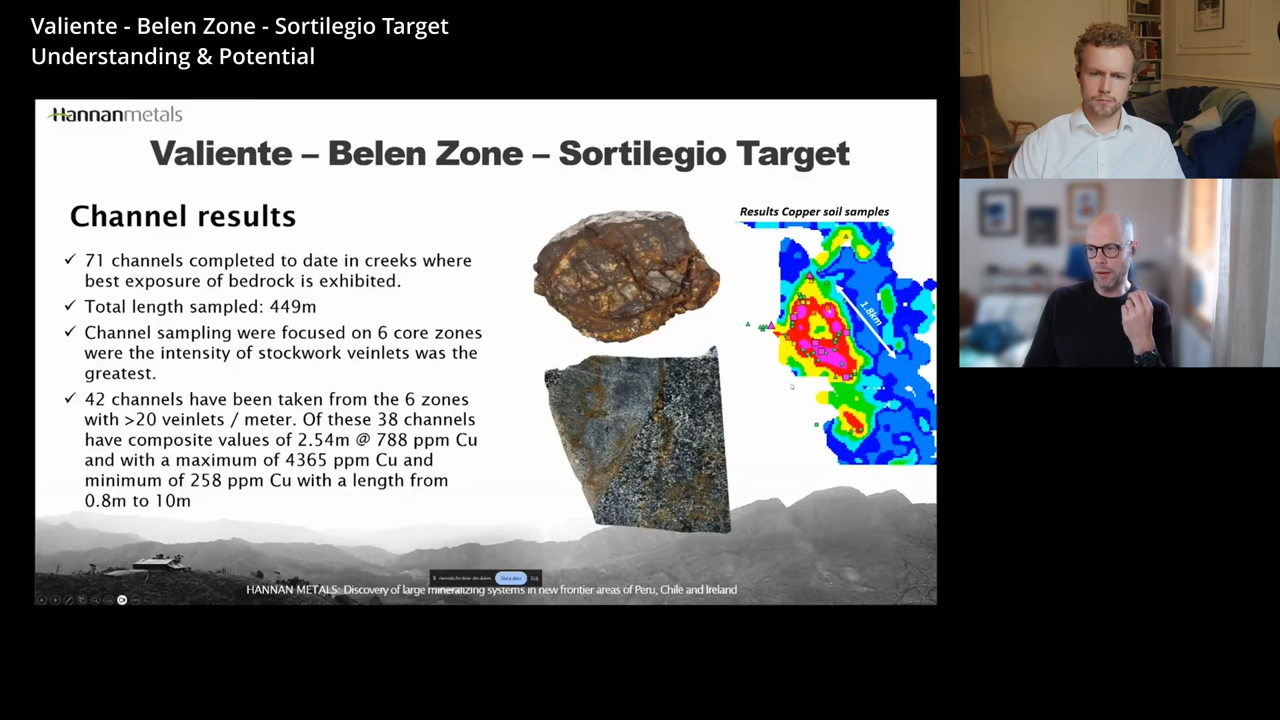 Valiente - Belen Zone - Sortilegio Target
Understanding & Potential
Hannanmetals
Valiente – Belen Zone – Sortilegio Target
Channel results
✓ 71 channels completed to date in creeks where
best exposure of bedrock is exhibited.
✓ Total length sampled: 449m
✓ Channel sampling were focused on 6 core zones
were the intensity of stockwork veinlets was the
greatest.
✓ 42 channels have been taken from the 6 zones
with >20 veinlets / meter. Of these 38 channels
have composite values of 2.54m @ 788 ppm Cu
and with a maximum of 4365 ppm Cu and
minimum of 258 ppm Cu with a length from
0.8m to 10m
Results Copper soil samples
1.8km
HANNAN METALS: Discovery of large mineralizing systems in new frontier areas of Peru, Chile and Ireland